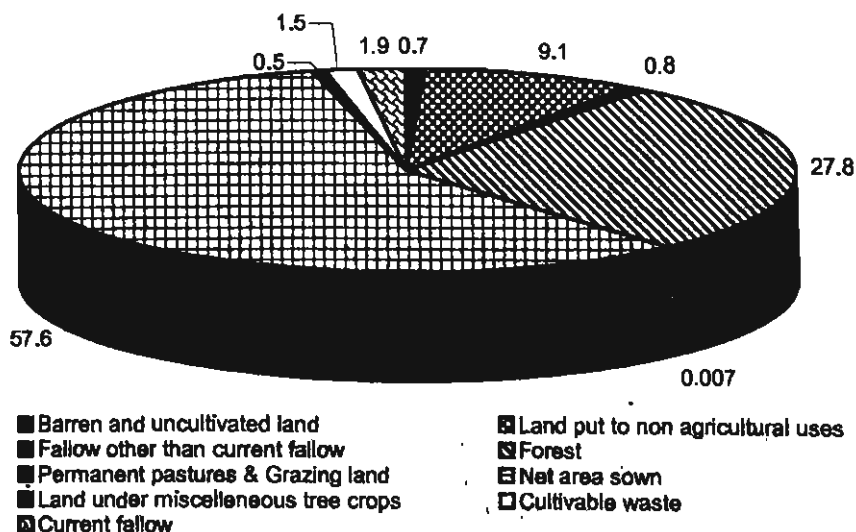 1.5
0.5
1.9 0.7
9.1
0.8
27.8
57.6
0.007
Barren and uncultivated land
Land put to non agricultural uses
Fallow other than current fallow
Forest
Permanent pastures & Grazing land
Net area sown
Land under miscelleneous tree crops
Cultivable waste
Current fallow